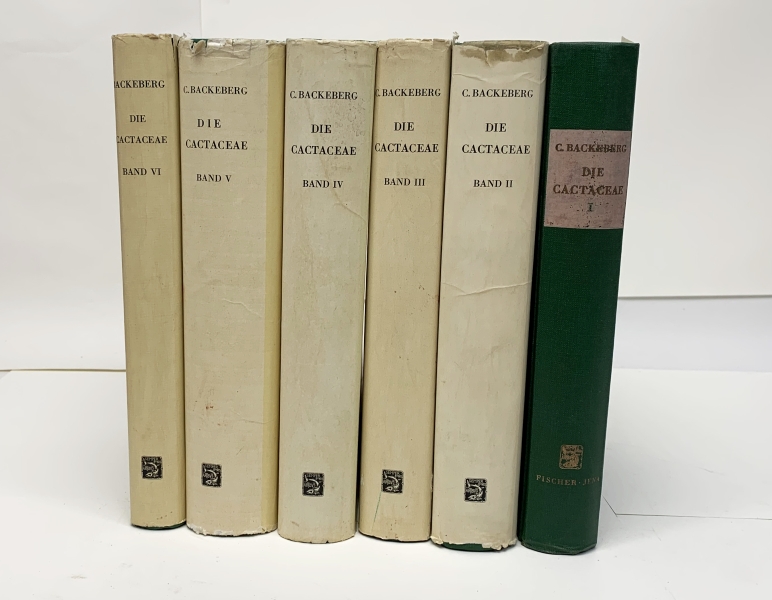 BACKEBERG
DIE
CACTACEAE
BAND VI
C. BACKEBERG
DIE
CACTACEAE
BAND V
C. BACKEBERG
DIE
CACTACEAE
BAND IV
C. BACKEBERG
DIE
CACTACEAE
BAND III
C. BACKEBERG
DIE
CACTACEAE
BAND II
C. BACKEBERG
DIE
CACTACEAE
I
FISCHER - JENA